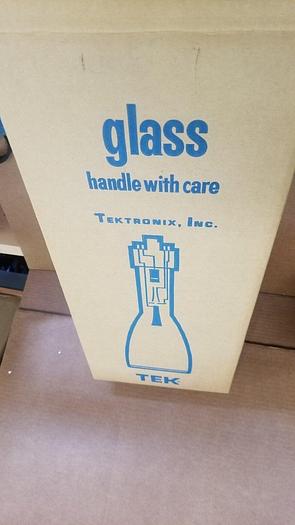 glass
handle with care
TEKTRONIX, INC.
TEK